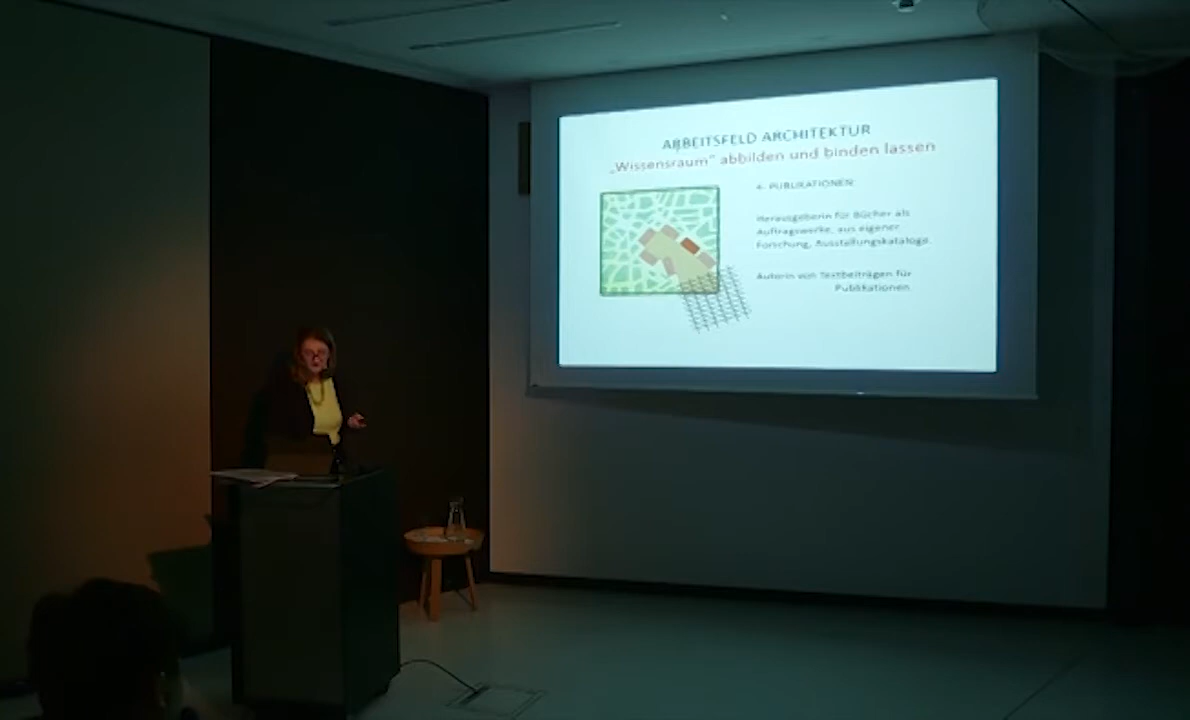 ARBEITSFELD ARCHITEKTUR
„Wissensraum“ abbilden und binden lassen
4. PUBLIKATIONEN:
Herausgeberin für Bücher als
Auftragswerke, aus eigener
Forschung, Ausstellungskataloge.
Autorin von Textbeiträgen für
Publikationen